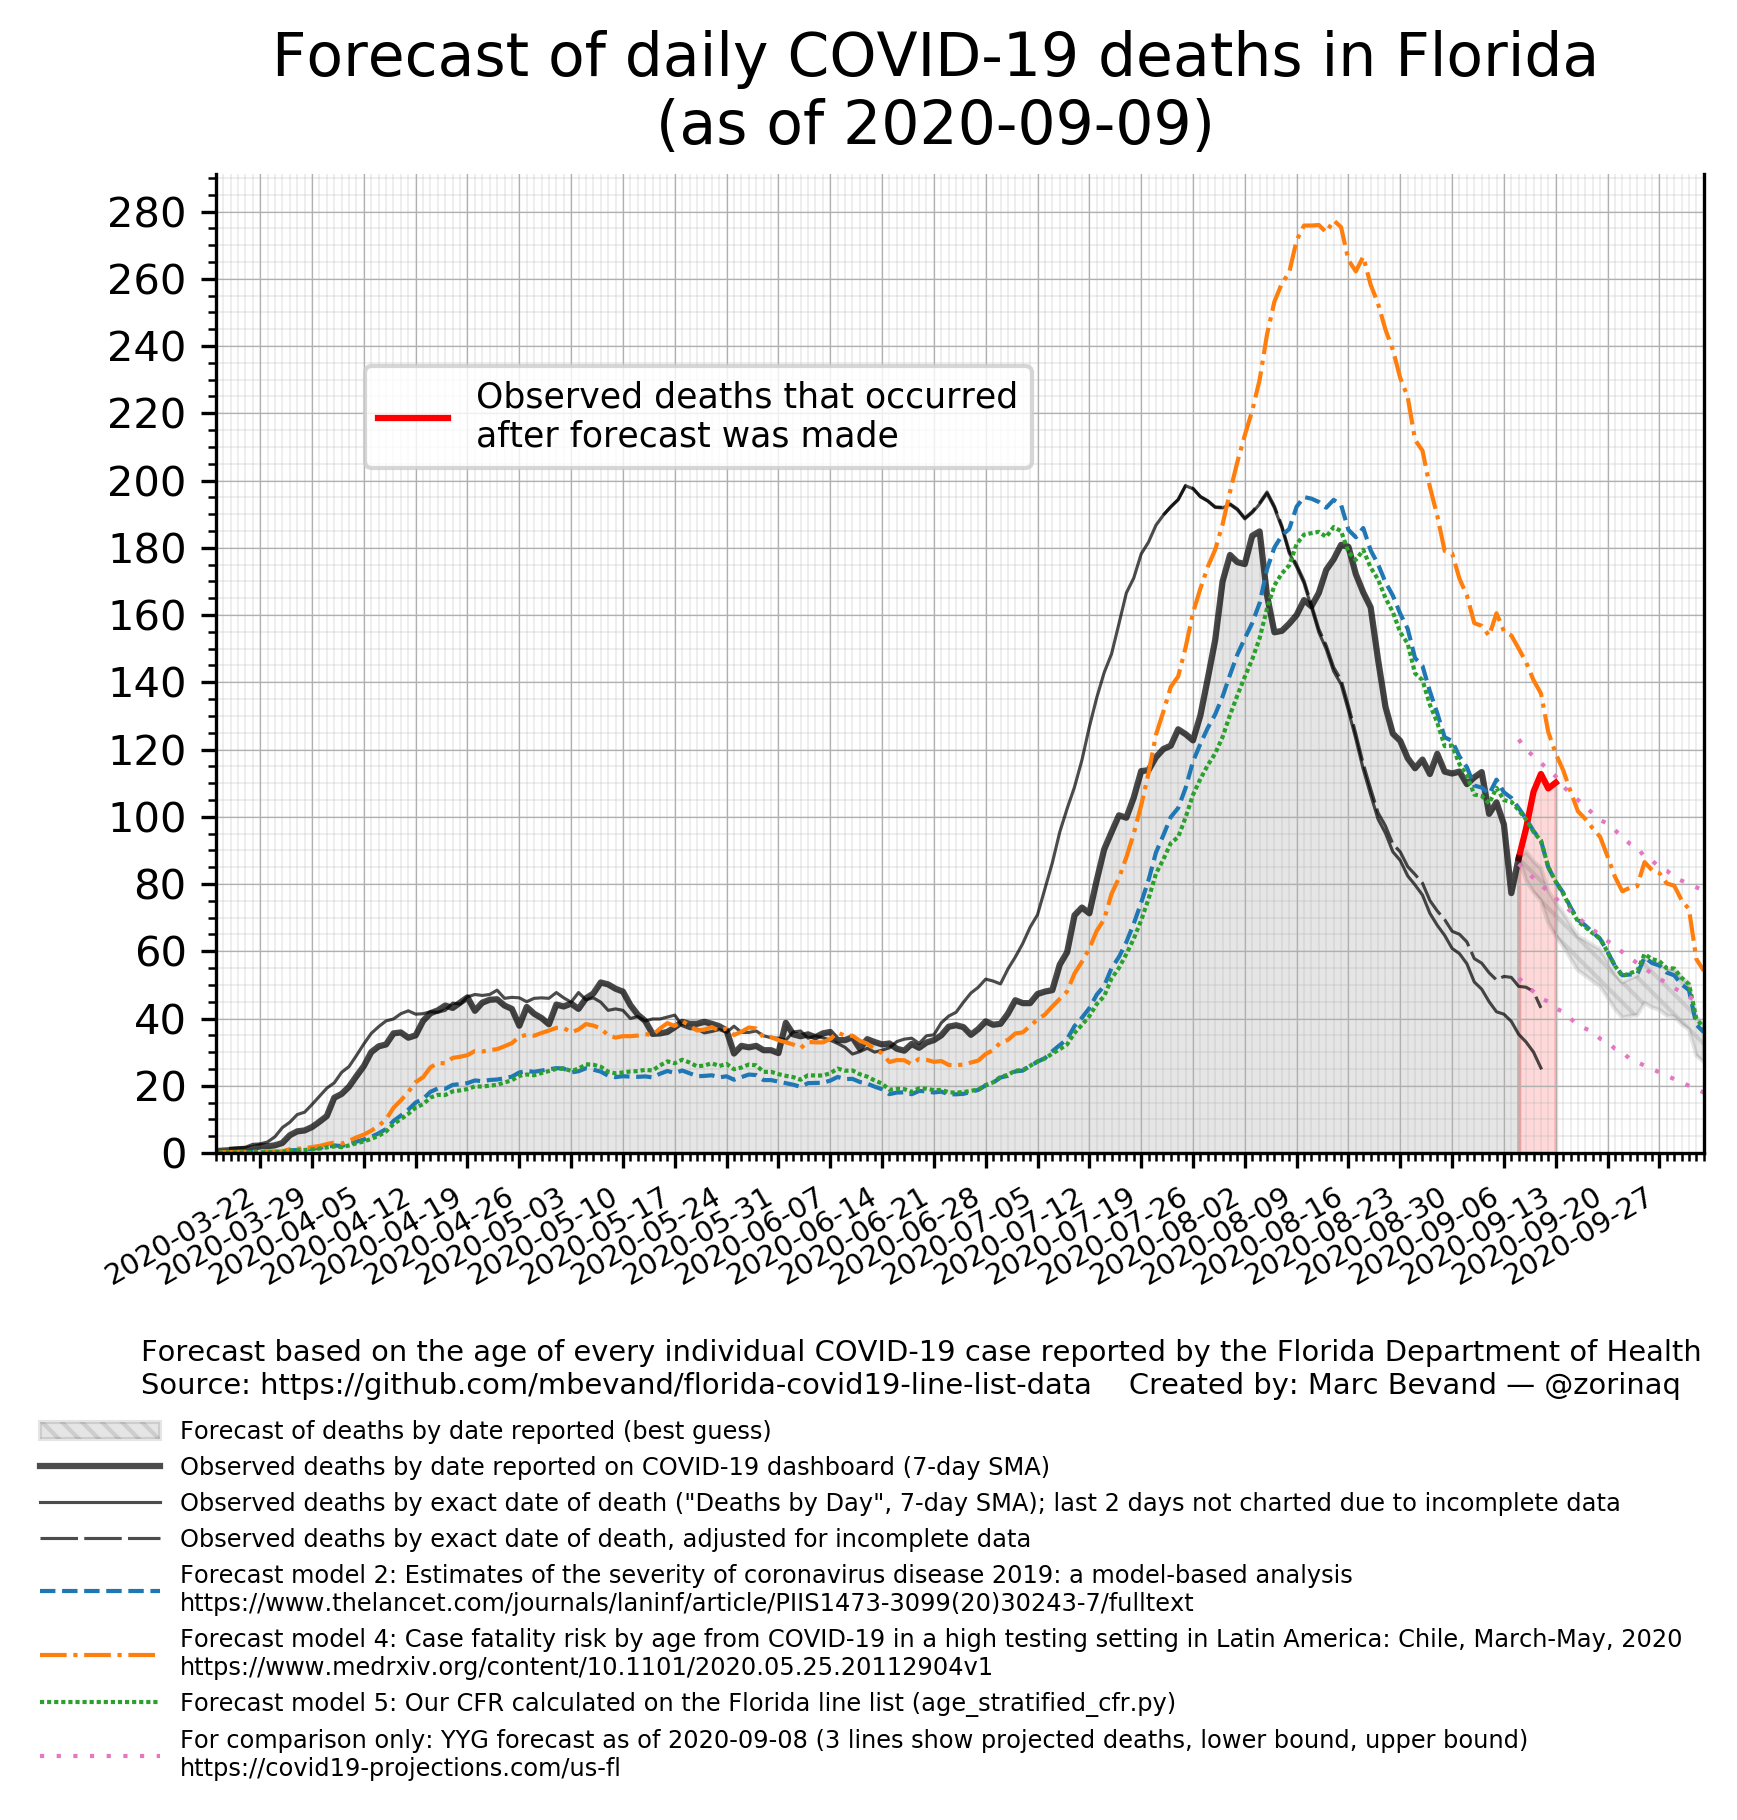 Forecast of daily COVID-19 deaths in Florida
(as of 2020-09-09)
280
260
240
220
200
180
160
140
120
100
80
60
40
20
0
Observed deaths that occurred
after forecast was made
2020-03-22
2020-03-29
2020-04-05
2020-04-12
2020-04-19
2020-04-26
2020-05-03
2020-05-10
2020-05-17
2020-05-24
2020-05-31
2020-06-07
2020-06-14
2020-06-21
2020-06-28
2020-07-05
2020-07-12
2020-07-19
2020-07-26
2020-08-02
2020-08-09
2020-08-16
2020-08-23
2020-08-30
2020-09-06
2020-09-13
2020-09-20
2020-09-27
Forecast based on the age of every individual COVID-19 case reported by the Florida Department of Health
Source: https://github.com/mbevand/florida-covid19-line-list-data Created by: Marc Bevand — @zorinaq
Forecast of deaths by date reported (best guess)
Observed deaths by date reported on COVID-19 dashboard (7-day SMA)
Observed deaths by exact date of death ("Deaths by Day", 7-day SMA); last 2 days not charted due to incomplete data
Observed deaths by exact date of death, adjusted for incomplete data
Forecast model 2: Estimates of the severity of coronavirus disease 2019: a model-based analysis
https://www.thelancet.com/journals/laninf/article/PIIS1473-3099(20)30243-7/fulltext
Forecast model 4: Case fatality risk by age from COVID-19 in a high testing setting in Latin America: Chile, March-May, 2020
https://www.medrxiv.org/content/10.1101/2020.05.25.20112904v1
Forecast model 5: Our CFR calculated on the Florida line list (age_stratified_cfr.py)
For comparison only: YYG forecast as of 2020-09-08 (3 lines show projected deaths, lower bound, upper bound)
https://covid19-projections.com/us-fl